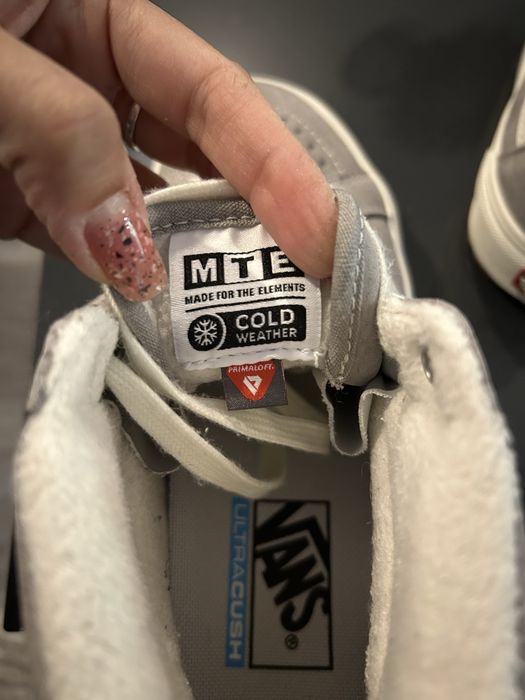 MTE
MADE FOR THE ELEMENTS
COLD
WEATHER
PRIMALOFT®
VANS®
ULTRACUSH